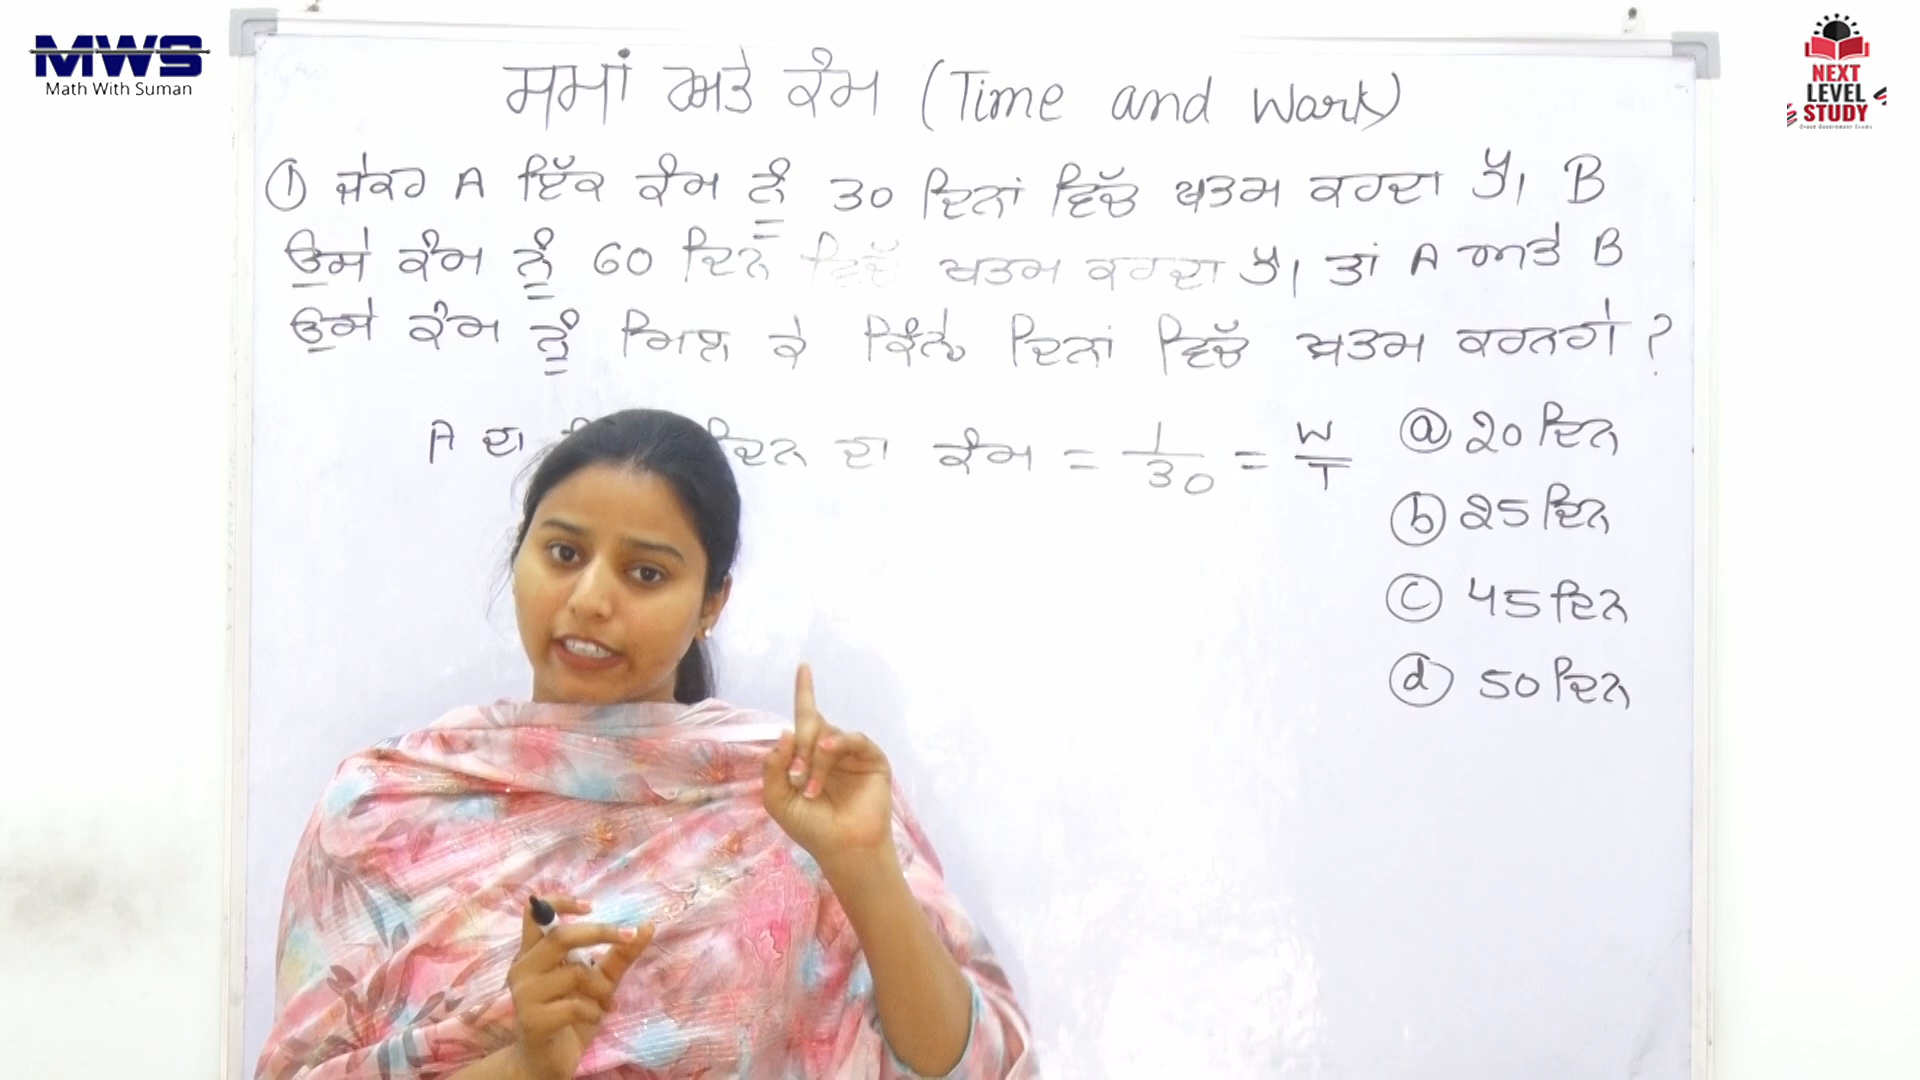 MWS
Math With Suman
NEXT
LEVEL
STUDY
ਸਮਾਂ ਅਤੇ ਕੰਮ (Time and Work)
① ਜੇਕਰ A ਇੱਕ ਕੰਮ ਨੂੰ 30 ਦਿਨਾਂ ਵਿੱਚ ਖਤਮ ਕਰਦਾ ਹੈ। B
ਉਸੇ ਕੰਮ ਨੂੰ 60 ਦਿਨ ਵਿੱਚ ਖਤਮ ਕਰਦਾ ਹੈ। ਤਾਂ A ਅਤੇ B
ਉਸੇ ਕੰਮ ਨੂੰ ਮਿਲ ਕੇ ਕਿੰਨੇ ਦਿਨਾਂ ਵਿੱਚ ਖਤਮ ਕਰਨਗੇ ?
A ਦਾ ਦਿਨ ਦਾ ਕੰਮ = 1/30 = W/T
ⓐ 20 ਦਿਨ
ⓑ 25 ਦਿਨ
ⓒ 45 ਦਿਨ
ⓓ 50 ਦਿਨ